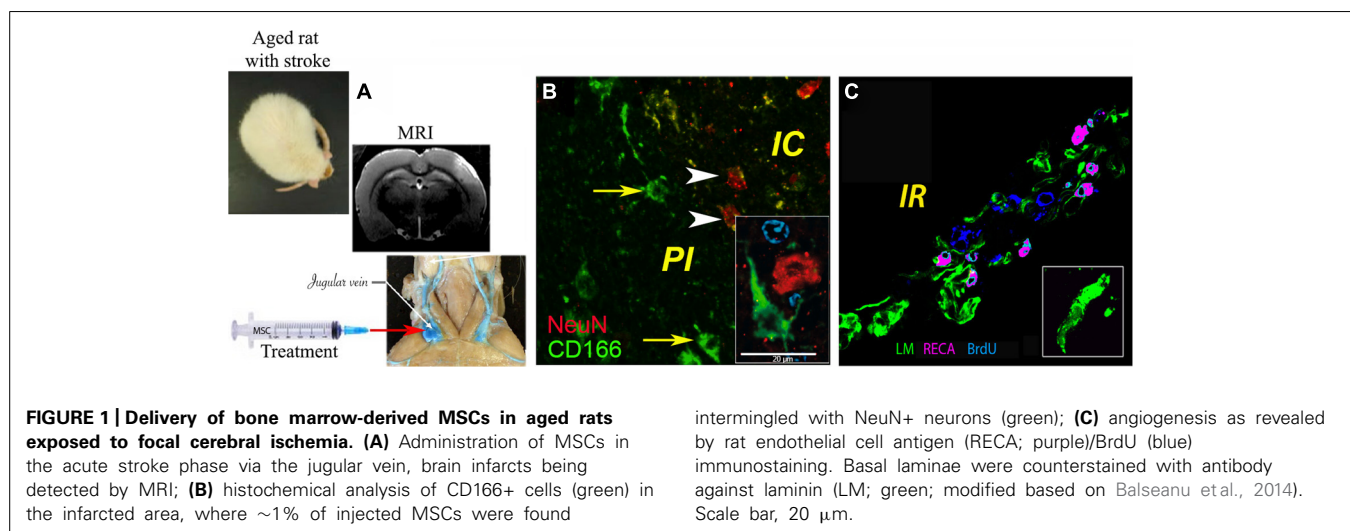 Aged rat
with stroke
A
MRI
Jugular vein
MSC
Treatment
B
IC
PI
NeuN
CD166
20 µm
C
IR
LM RECA BrdU
FIGURE 1 | Delivery of bone marrow-derived MSCs in aged rats
exposed to focal cerebral ischemia. (A) Administration of MSCs in
the acute stroke phase via the jugular vein, brain infarcts being
detected by MRI; (B) histochemical analysis of CD166+ cells (green) in
the infarcted area, where ∼1% of injected MSCs were found
intermingled with NeuN+ neurons (green); (C) angiogenesis as revealed
by rat endothelial cell antigen (RECA; purple)/BrdU (blue)
immunostaining. Basal laminae were counterstained with antibody
against laminin (LM; green; modified based on Balseanu et al., 2014).
Scale bar, 20 µm.